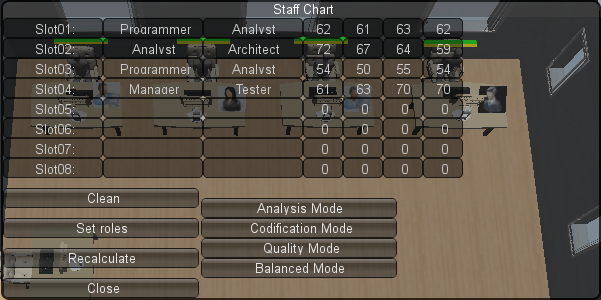 Staff Chart
Slot01: Programmer Analyst 62 61 63 62
Slot02: Analyst Architect 72 67 64 59
Slot03: Programmer Analyst 54 50 55 54
Slot04: Manager Tester 61 63 70 70
Slot05: 0 0 0 0
Slot06: 0 0 0 0
Slot07: 0 0 0 0
Slot08: 0 0 0 0
Clean
Analysis Mode
Set roles
Codification Mode
Quality Mode
Recalculate
Balanced Mode
Close